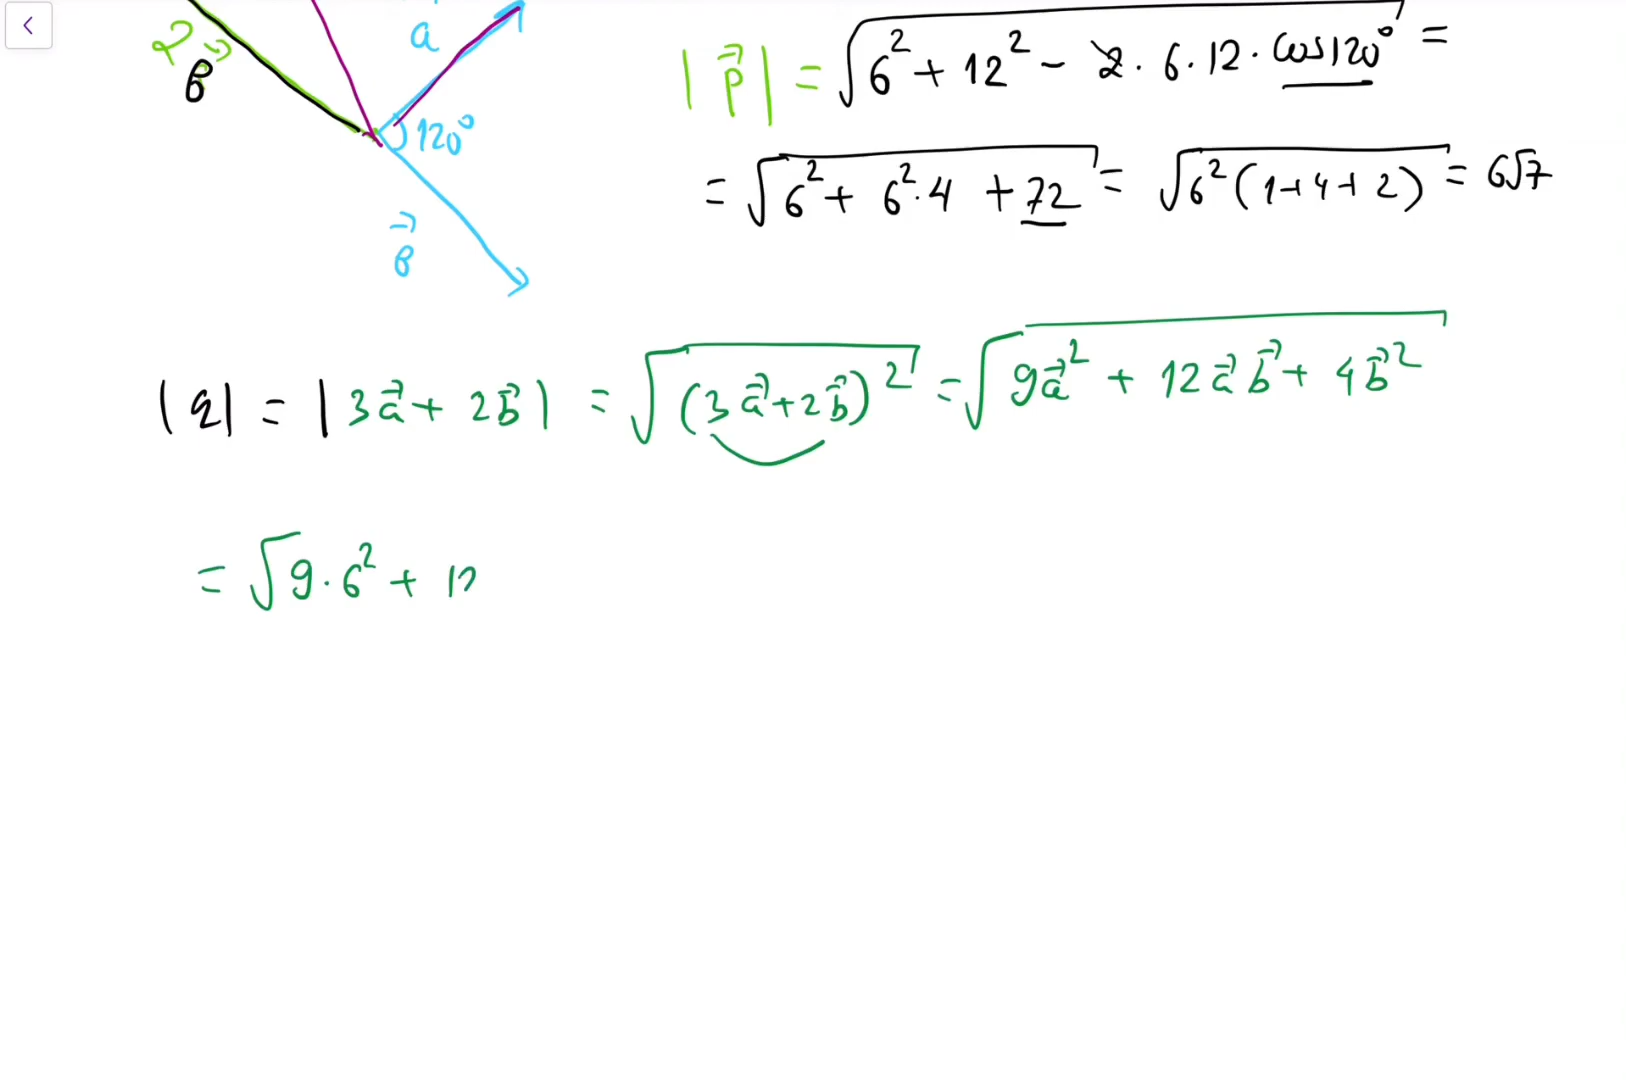 a⃗
2 b⃗
120°
b⃗
|p⃗| = √(6² + 12² − 2 · 6 · 12 · cos120°) =
= √(6² + 6² · 4 + 72) = √(6²(1+4+2)) = 6√7
|q| = |3a⃗ + 2b⃗| = √((3a⃗+2b⃗)²) = √(9a⃗² + 12a⃗b⃗ + 4b⃗²)
= √9 · 6² + 12